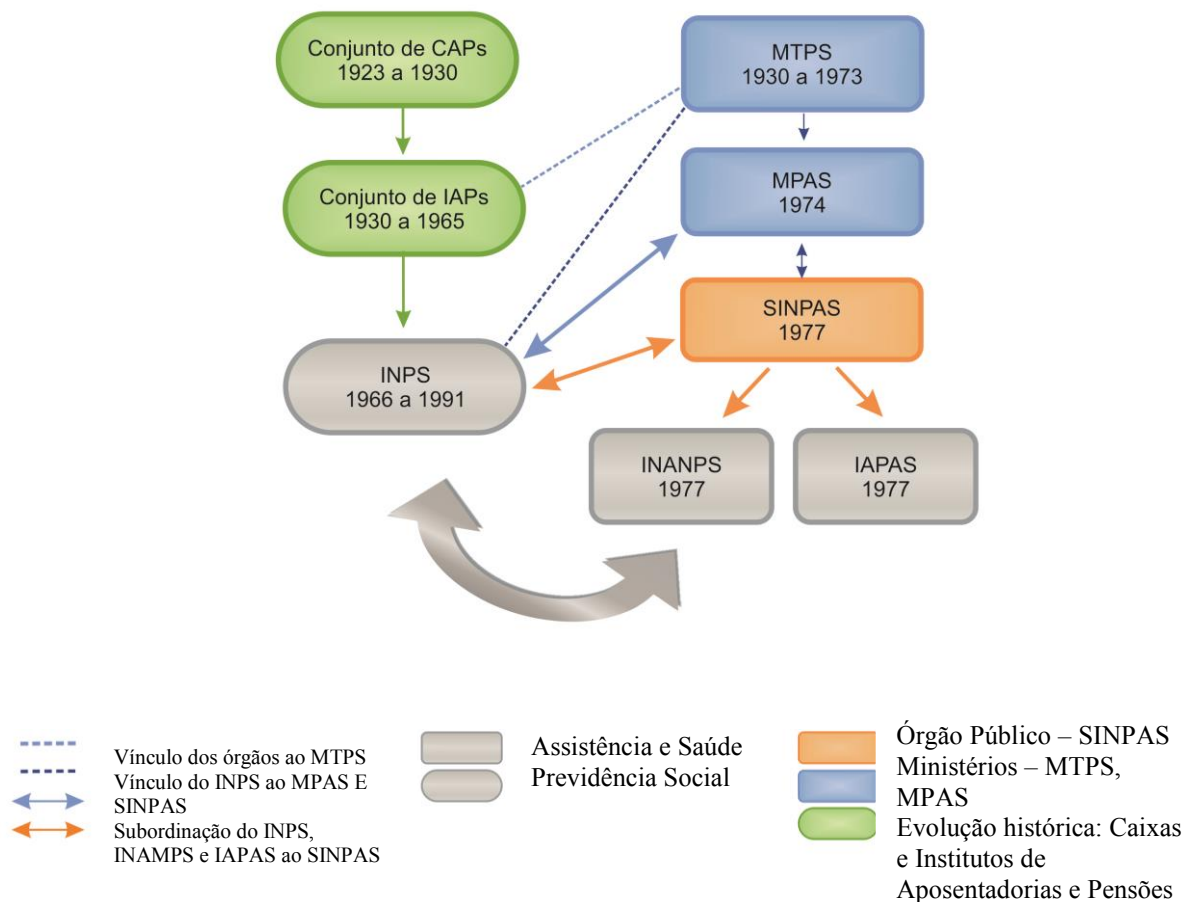 Conjunto de CAPs
1923 a 1930
MTPS
1930 a 1973
Conjunto de IAPs
1930 a 1965
MPAS
1974
SINPAS
1977
INPS
1966 a 1991
INANPS
1977
IAPAS
1977
Vínculo dos órgãos ao MTPS
Vínculo do INPS ao MPAS E
SINPAS
Subordinação do INPS,
INAMPS e IAPAS ao SINPAS
Assistência e Saúde
Previdência Social
Órgão Público – SINPAS
Ministérios – MTPS,
MPAS
Evolução histórica: Caixas
e Institutos de
Aposentadorias e Pensões